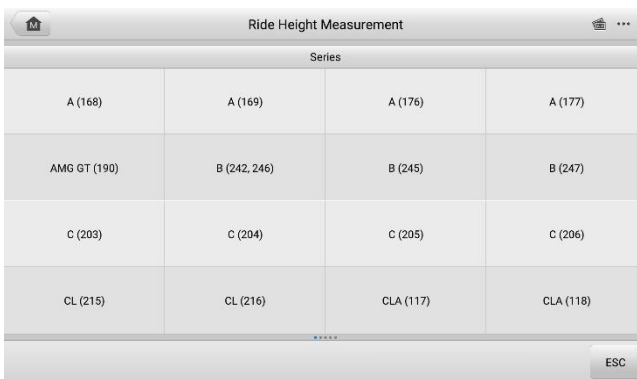 M
Ride Height Measurement
Series
A (168) A (169) A (176) A (177)
AMG GT (190) B (242, 246) B (245) B (247)
C (203) C (204) C (205) C (206)
CL (215) CL (216) CLA (117) CLA (118)
ESC